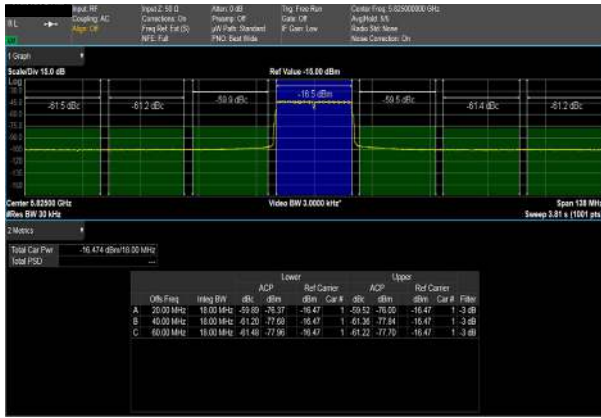 Input: RF Input Z: 50 Ω Atten: 0 dB Trig: Free Run Center Freq: 5.825000000 GHz
RL Coupling: AC Corrections: On Preamp: Off Gate: Off Avg|Hold: 5/5
Align: Off Freq Ref: Ext (S) µW Path: Standard IF Gain: Low Radio Std: None
NFE: Full PNO: Best Wide Noise Correction: On
1 Graph
Scale/Div 15.0 dB Ref Value -15.00 dBm
Log
-61.5 dBc -61.2 dBc -59.9 dBc -16.5 dBm -59.5 dBc -61.4 dBc -61.2 dBc
Center 5.82500 GHz Video BW 3.0000 kHz* Span 138 MHz
#Res BW 30 kHz Sweep 3.81 s (1001 pts)
2 Metrics
Total Car Pwr -16.474 dBm/18.00 MHz
Total PSD ---
Lower Upper
ACP Ref Carrier ACP Ref Carrier
Offs Freq Integ BW dBc dBm dBm Car # dBc dBm dBm Car # Filter
A 20.00 MHz 18.00 MHz -59.89 -76.37 -16.47 1 -59.52 -76.00 -16.47 1 -3 dB
B 40.00 MHz 18.00 MHz -61.20 -77.68 -16.47 1 -61.36 -77.84 -16.47 1 -3 dB
C 60.00 MHz 18.00 MHz -61.48 -77.96 -16.47 1 -61.22 -77.70 -16.47 1 -3 dB